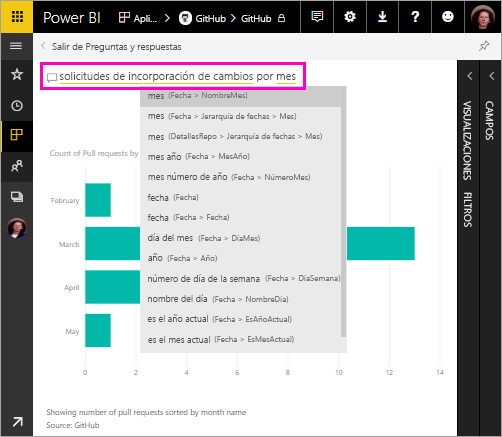 Power BI Apli... > GitHub > GitHub
Salir de Preguntas y respuestas
solicitudes de incorporación de cambios por mes
mes (Fecha > NombreMes)
mes (Fecha > Jerarquía de fechas > Mes)
mes (DetallesRepo > Jerarquía de fechas > Mes)
mes año (Fecha > MesAño)
mes número de año (Fecha > NúmeroMes)
fecha (Fecha)
fecha (Fecha > Fecha)
día del mes (Fecha > DíaMes)
año (Fecha > Año)
número de día de la semana (Fecha > DíaSemana)
nombre del día (Fecha > NombreDía)
es el año actual (Fecha > EsAñoActual)
es el mes actual (Fecha > EsMesActual)
Count of Pull requests by
February
March
April
May
0 2 4 6 8 10 12 14
Showing number of pull requests sorted by month name
Source: GitHub
VISUALIZACIONES
FILTROS
CAMPOS